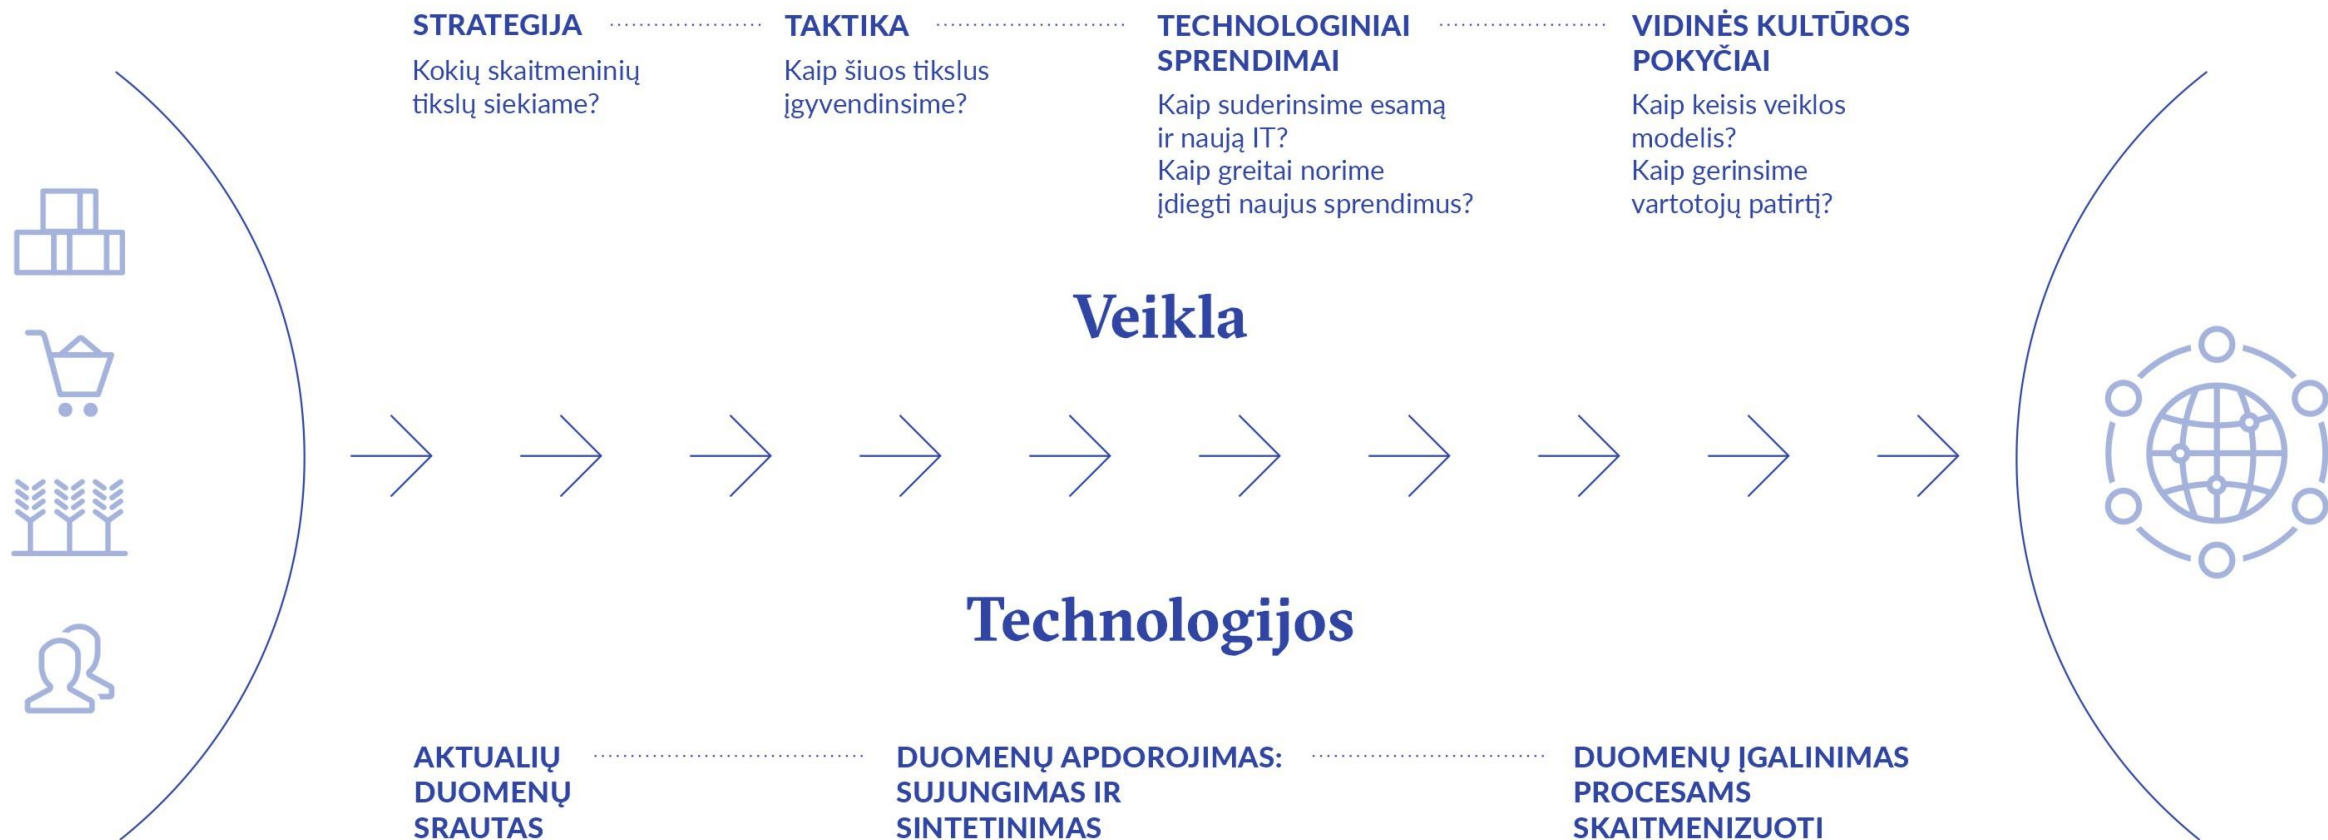 STRATEGIJA
Kokių skaitmeninių
tikslų siekiame?
TAKTIKA
Kaip šiuos tikslus
įgyvendinsime?
TECHNOLOGINIAI
SPRENDIMAI
Kaip suderinsime esamą
ir naują IT?
Kaip greitai norime
įdiegti naujus sprendimus?
VIDINĖS KULTŪROS
POKYČIAI
Kaip keisis veiklos
modelis?
Kaip gerinsime
vartotojų patirtį?
Veikla
Technologijos
AKTUALIŲ
DUOMENŲ
SRAUTAS
DUOMENŲ APDOROJIMAS:
SUJUNGIMAS IR
SINTETINIMAS
DUOMENŲ ĮGALINIMAS
PROCESAMS
SKAITMENIZUOTI